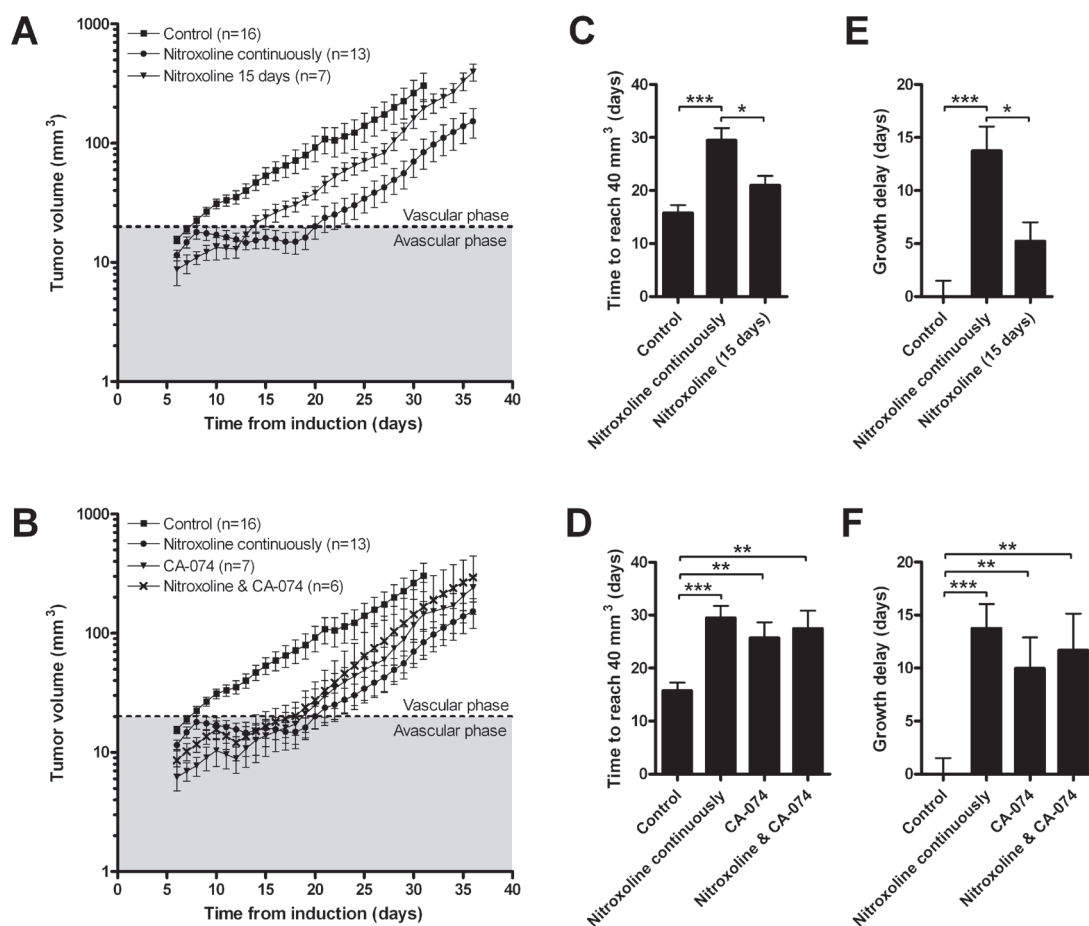 A
1000
100
10
1
Tumor volume (mm³)
Control (n=16)
Nitroxoline continuously (n=13)
Nitroxoline 15 days (n=7)
Vascular phase
Avascular phase
0 5 10 15 20 25 30 35 40
Time from induction (days)
C
40
30
20
10
0
Time to reach 40 mm³ (days)
*** *
Control
Nitroxoline continuously
Nitroxoline (15 days)
E
20
15
10
5
0
Growth delay (days)
*** *
Control
Nitroxoline continuously
Nitroxoline (15 days)
B
1000
100
10
1
Tumor volume (mm³)
Control (n=16)
Nitroxoline continuously (n=13)
CA-074 (n=7)
Nitroxoline & CA-074 (n=6)
Vascular phase
Avascular phase
0 5 10 15 20 25 30 35 40
Time from induction (days)
D
40
30
20
10
0
Time to reach 40 mm³ (days)
**
**
***
Control
Nitroxoline continuously
CA-074
Nitroxoline & CA-074
F
20
15
10
5
0
Growth delay (days)
**
**
***
Control
Nitroxoline continuously
CA-074
Nitroxoline & CA-074